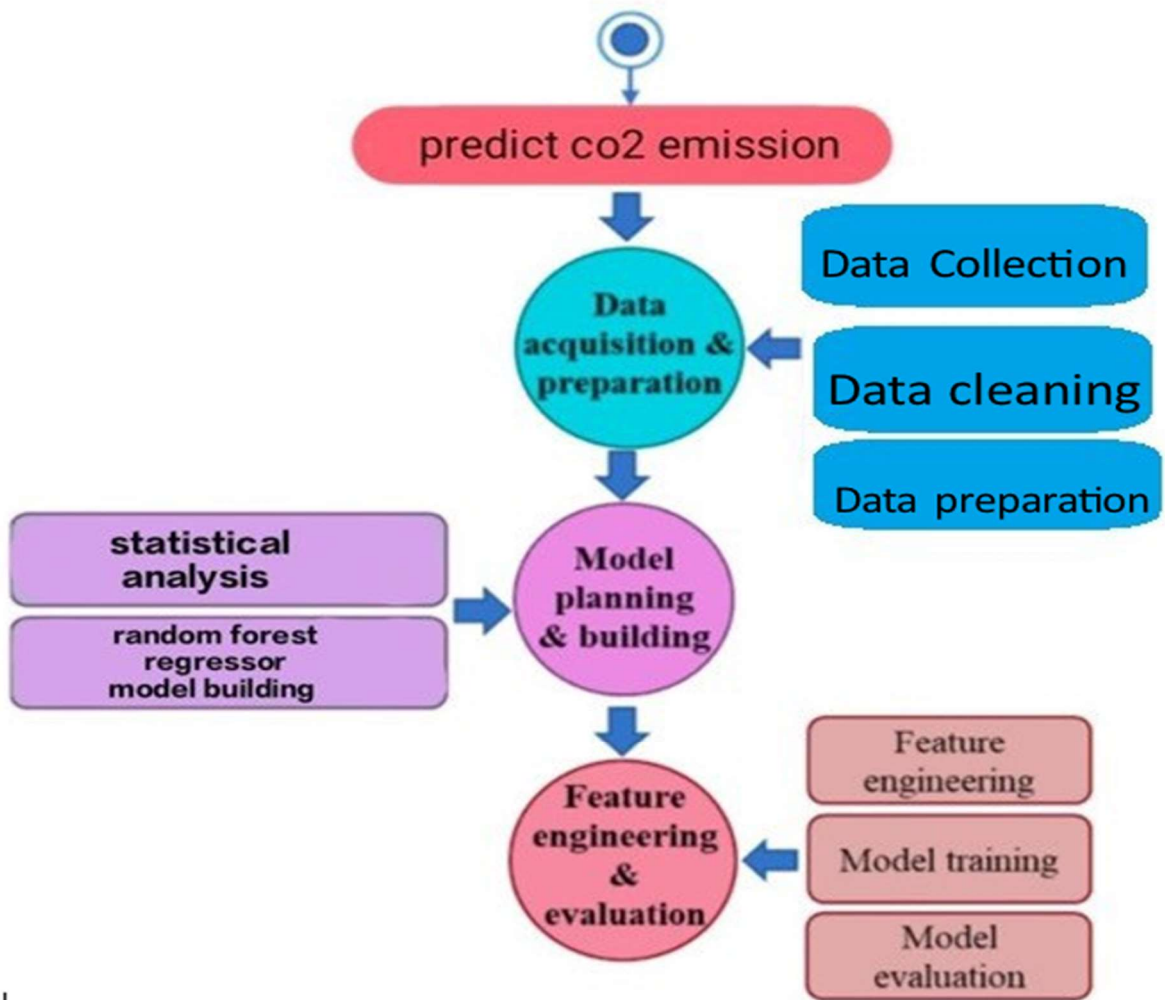 predict co2 emission
Data
acquisition &
preparation
Data Collection
Data cleaning
Data preparation
statistical
analysis
random forest
regressor
model building
Model
planning
& building
Feature
engineering
&
evaluation
Feature
engineering
Model training
Model
evaluation